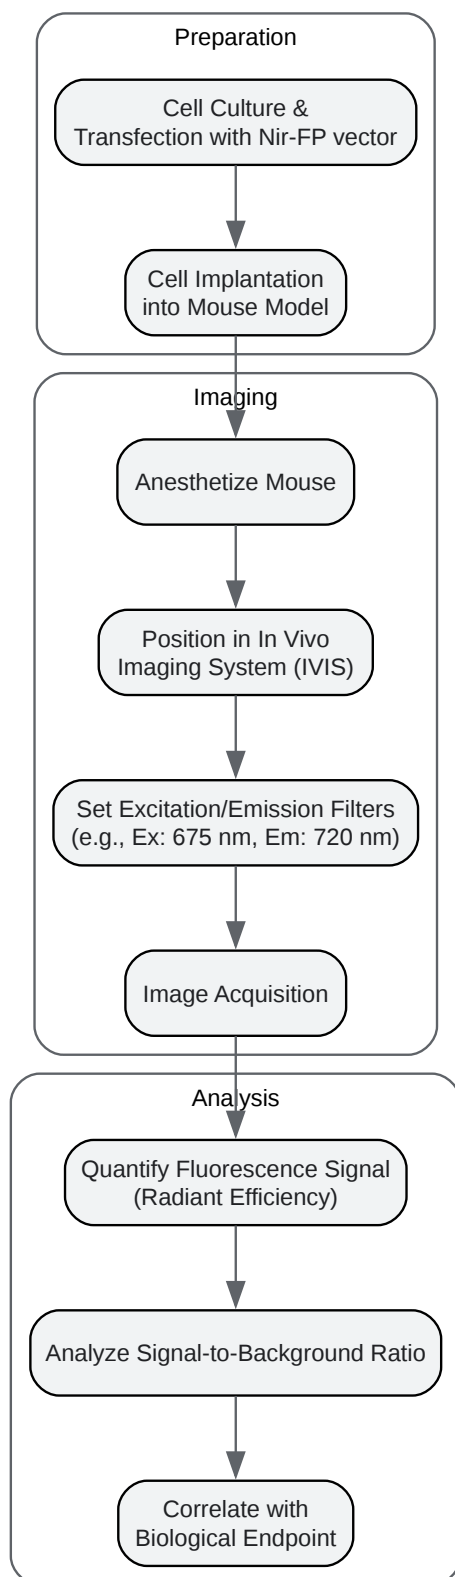 Preparation
Cell Culture &
Transfection with Nir-FP vector
Cell Implantation
into Mouse Model
Imaging
Anesthetize Mouse
Position in In Vivo
Imaging System (IVIS)
Set Excitation/Emission Filters
(e.g., Ex: 675 nm, Em: 720 nm)
Image Acquisition
Analysis
Quantify Fluorescence Signal
(Radiant Efficiency)
Analyze Signal-to-Background Ratio
Correlate with
Biological Endpoint